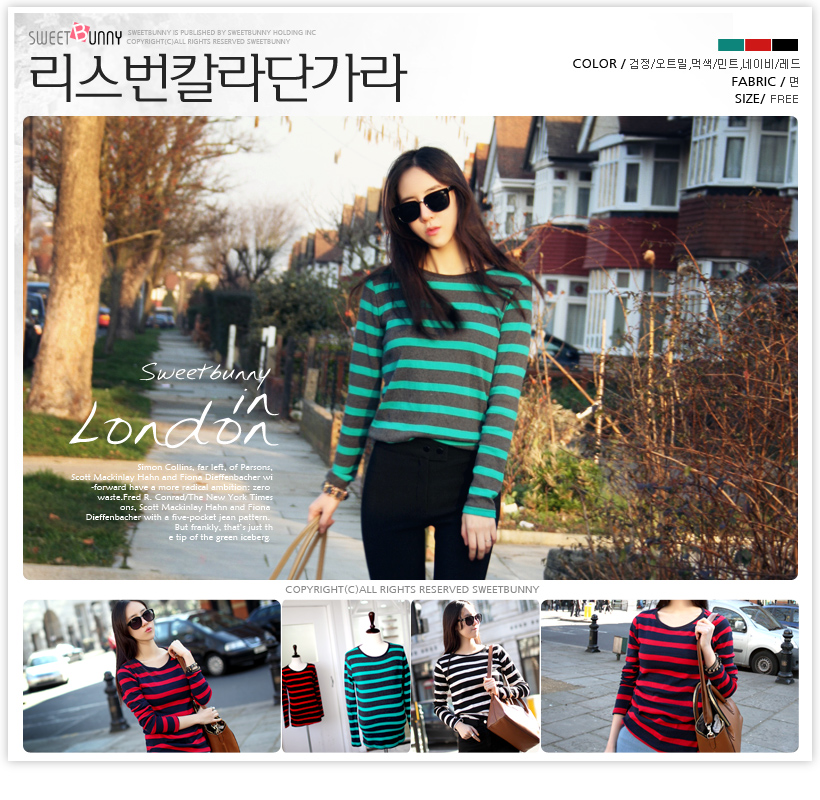 SWEETBUNNY
SWEETBUNNY IS PUBLISHED BY SWEETBUNNY HOLDING INC
COPYRIGHT(C)ALL RIGHTS RESERVED SWEETBUNNY
리스번칼라단가라
COLOR / 검정/오트밀,먹색/민트,네이비/레드
FABRIC / 면
SIZE/ FREE
Sweetbunny
in
London
Simon Collins, far left, of Parsons,
Scott Mackinlay Hahn and Fiona Dieffenbacher wi
-forward have a more radical ambition: zero
waste.Fred R. Conrad/The New York Times
ons, Scott Mackinlay Hahn and Fiona
Dieffenbacher with a five-pocket jean pattern.
But frankly, that's just th
e tip of the green iceberg.
COPYRIGHT(C)ALL RIGHTS RESERVED SWEETBUNNY